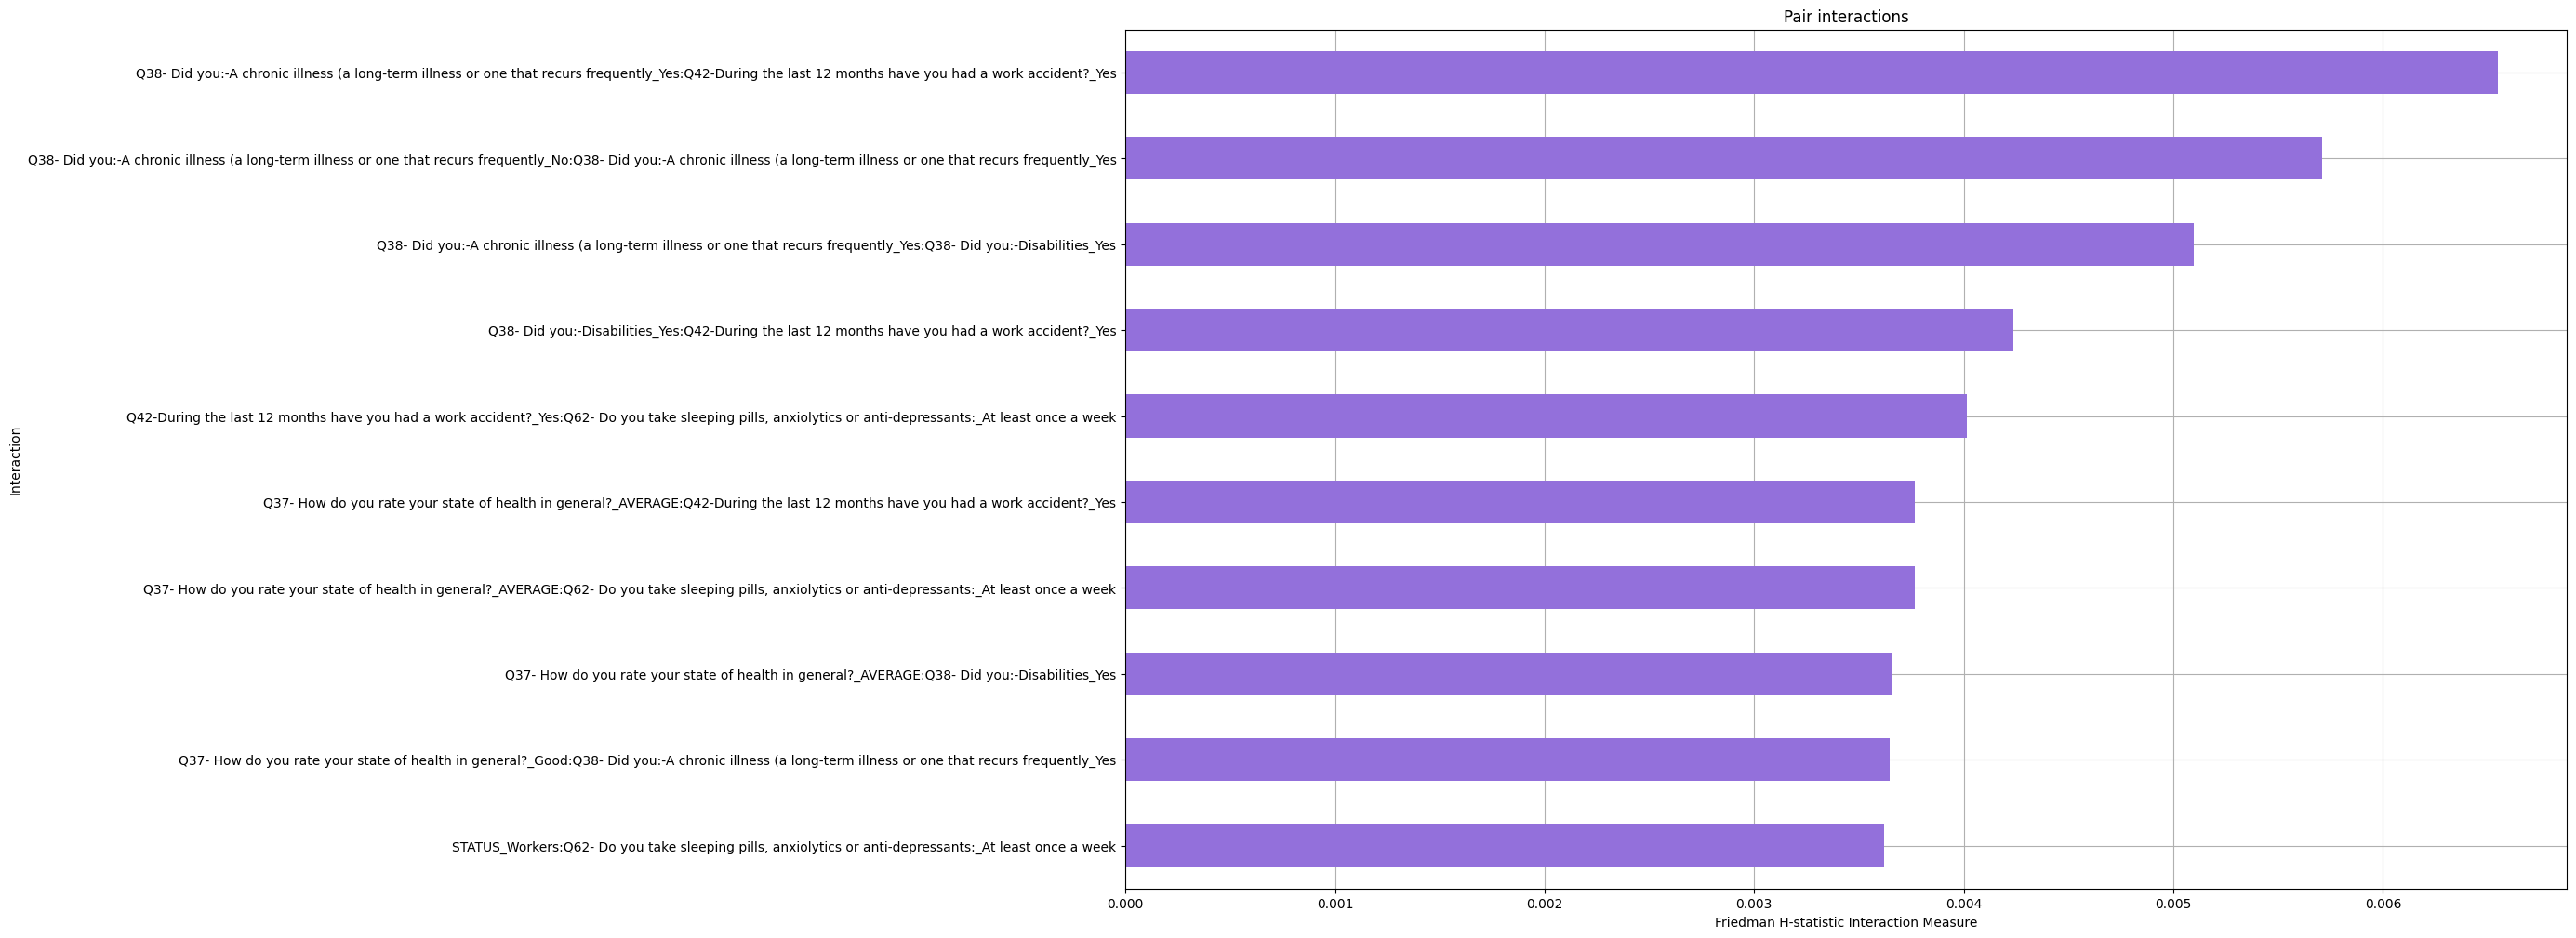 Pair interactions
Q38- Did you:-A chronic illness (a long-term illness or one that recurs frequently_Yes:Q42-During the last 12 months have you had a work accident?_Yes
Q38- Did you:-A chronic illness (a long-term illness or one that recurs frequently_No:Q38- Did you:-A chronic illness (a long-term illness or one that recurs frequently_Yes
Q38- Did you:-A chronic illness (a long-term illness or one that recurs frequently_Yes:Q38- Did you:-Disabilities_Yes
Q38- Did you:-Disabilities_Yes:Q42-During the last 12 months have you had a work accident?_Yes
Q42-During the last 12 months have you had a work accident?_Yes:Q62- Do you take sleeping pills, anxiolytics or anti-depressants:_At least once a week
Interaction
Q37- How do you rate your state of health in general?_AVERAGE:Q42-During the last 12 months have you had a work accident?_Yes
Q37- How do you rate your state of health in general?_AVERAGE:Q62- Do you take sleeping pills, anxiolytics or anti-depressants:_At least once a week
Q37- How do you rate your state of health in general?_AVERAGE:Q38- Did you:-Disabilities_Yes
Q37- How do you rate your state of health in general?_Good:Q38- Did you:-A chronic illness (a long-term illness or one that recurs frequently_Yes
STATUS_Workers:Q62- Do you take sleeping pills, anxiolytics or anti-depressants:_At least once a week
0.000 0.001 0.002 0.003 0.004 0.005 0.006
Friedman H-statistic Interaction Measure